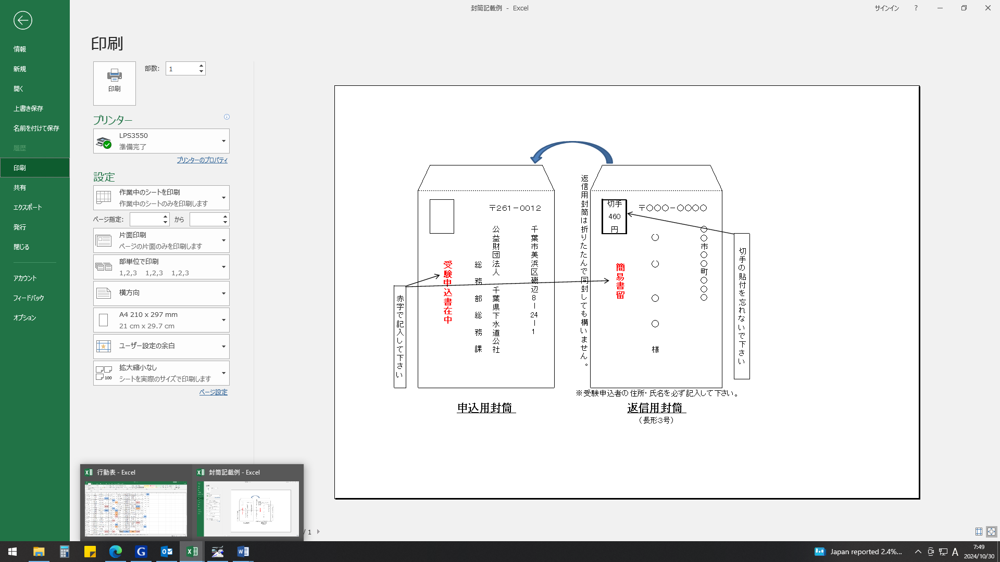 封筒記載例 - Excel
サインイン
?
情報
新規
開く
上書き保存
名前を付けて保存
履歴
印刷
共有
エクスポート
発行
閉じる
アカウント
フィードバック
オプション
印刷
印刷
部数:
1
プリンター
LPS3550
準備完了
プリンターのプロパティ
設定
作業中のシートを印刷
作業中のシートのみを印刷します
ページ指定:
から
片面印刷
ページの片面のみを印刷します
部単位で印刷
1,2,3 1,2,3 1,2,3
横方向
A4 210 x 297 mm
21 cm x 29.7 cm
ユーザー設定の余白
拡大縮小なし
シートを実際のサイズで印刷します
100
ページ設定
〒261－0012
千葉市美浜区磯辺8－24－1
公益財団法人 千葉県下水道公社
総務部総務課
受験申込書在中
赤字で記入して下さい
申込用封筒
返信用封筒は折りたたんで同封しても構いません。
切手
460
円
〒○○○－○○○○
○○市○○町○○○
○○ ○○ 様
簡易書留
切手の貼付を忘れないで下さい
※受験申込者の住所・氏名を必ず記入して下さい。
返信用封筒
（長形3号）
行動表 - Excel
封筒記載例 - Excel
/ 1
Japan reported 2.4%...
A
7:49
2024/10/30